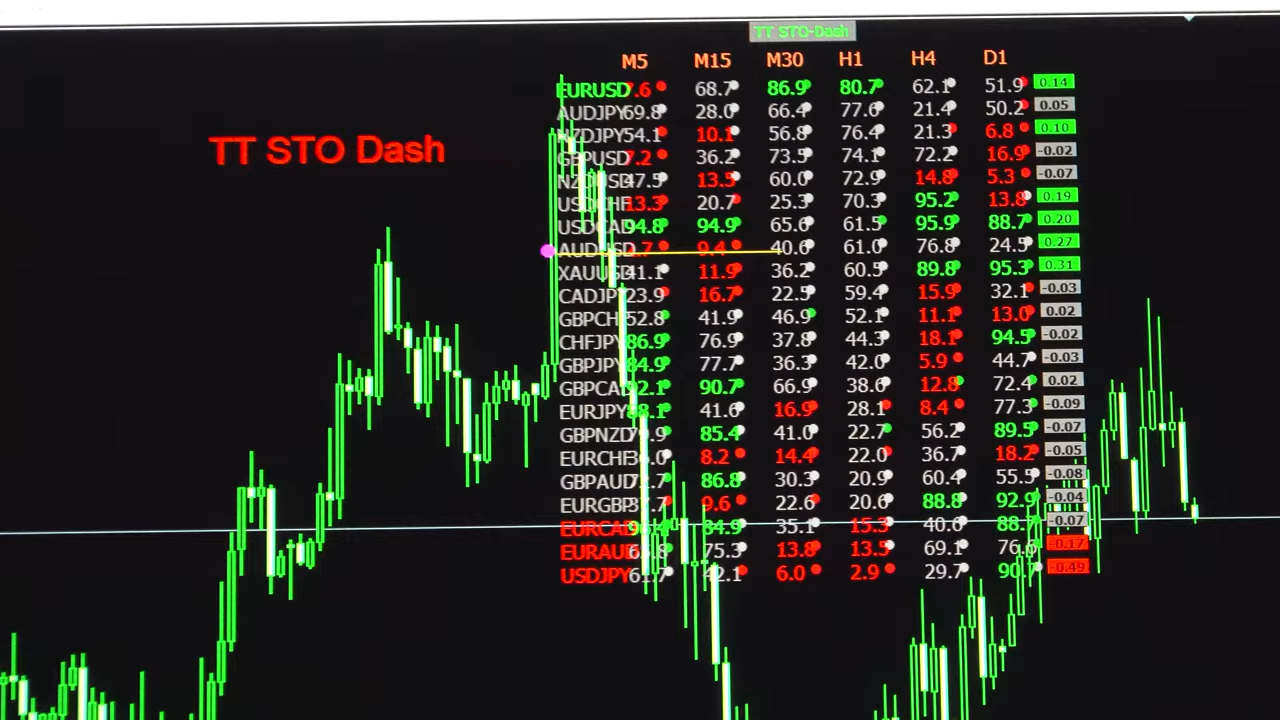 TT STO-Dash
M5 M15 M30 H1 H4 D1
EURUSD 7.6 68.7 86.9 80.7 62.1 51.9 0.14
AUDJPY 69.8 28.0 66.4 77.6 21.4 50.2 0.05
NZDJPY 54.1 10.1 56.8 76.4 21.3 6.8 0.10
TT STO Dash
GBPUSD 7.2 36.2 73.5 74.1 72.2 16.9 -0.02
NZDUSD 47.5 13.5 60.0 72.9 14.8 5.3 -0.07
USDCHF 13.3 20.7 25.3 70.3 95.2 13.8 0.19
USDCAD 94.8 94.9 65.6 61.5 95.9 88.7 0.20
AUDUSD 9.4 40.6 61.0 76.8 24.5 0.27
XAUUSD 41.1 11.9 36.2 60.5 89.8 95.3 0.31
CADJPY 23.9 16.7 22.5 59.4 15.9 32.1 -0.03
GBPCHF 52.8 41.9 46.9 52.1 11.1 13.0 0.02
CHFJPY 86.9 76.9 37.8 44.3 18.1 94.5 -0.02
GBPJPY 84.9 77.7 36.3 42.0 5.9 44.7 -0.03
GBPCAD 92.1 90.7 66.9 38.6 12.8 72.4 0.02
EURJPY 88.1 41.6 16.9 28.1 8.4 77.3 -0.09
GBPNZD 79.9 85.4 41.0 22.7 56.2 89.5 -0.07
EURCHF 8.2 14.4 22.0 36.7 18.2 -0.05
GBPAUD 86.8 30.3 20.9 60.4 55.5 -0.08
EURGBP 9.6 22.6 20.6 88.8 92.9 -0.04
EURCAD 84.9 35.1 15.3 40.6 88.7 -0.07
EURAUD 75.3 13.8 13.5 69.1 76.6 -0.17
USDJPY 61.7 42.1 6.0 2.9 29.7 90.7 -0.49